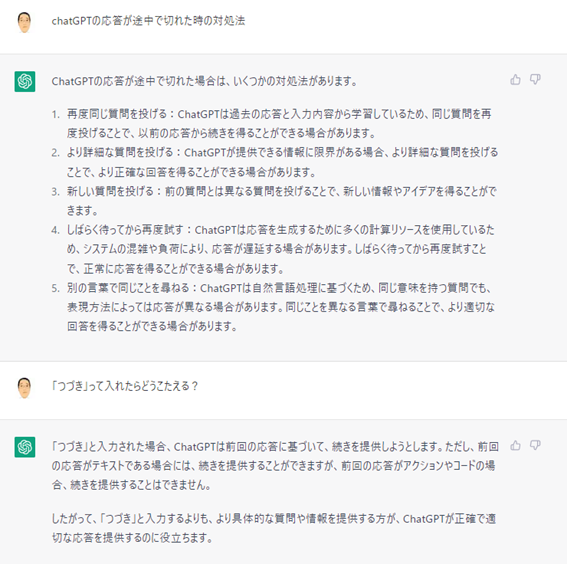 chatGPTの応答が途中で切れた時の対処法
ChatGPTの応答が途中で切れた場合は、いくつかの対処法があります。
1. 再度同じ質問を投げる：ChatGPTは過去の応答と入力内容から学習しているため、同じ質問を再
度投げることで、以前の応答から続きを得ることができる場合があります。
2. より詳細な質問を投げる：ChatGPTが提供できる情報に限界がある場合、より詳細な質問を投げる
ことで、より正確な回答を得ることができる場合があります。
3. 新しい質問を投げる：前の質問とは異なる質問を投げることで、新しい情報やアイデアを得ることがで
きます。
4. しばらく待ってから再度試す：ChatGPTは応答を生成するために多くの計算リソースを使用しているた
め、システムの混雑や負荷により、応答が遅延する場合があります。しばらく待ってから再度試すこと
で、正常に応答を得ることができる場合があります。
5. 別の言葉で同じことを尋ねる：ChatGPTは自然言語処理に基づくため、同じ意味を持つ質問でも、
表現方法によっては応答が異なる場合があります。同じことを異なる言葉で尋ねることで、より適切な
回答を得ることができる場合があります。
「つづき」って入れたらどうこたえる？
「つづき」と入力された場合、ChatGPTは前回の応答に基づいて、続きを提供しようとします。ただし、前回
の応答がテキストである場合には、続きを提供することができますが、前回の応答がアクションやコードの場
合、続きを提供することはできません。
したがって、「つづき」と入力するよりも、より具体的な質問や情報を提供する方が、ChatGPTが正確で適
切な応答を提供するのに役立ちます。